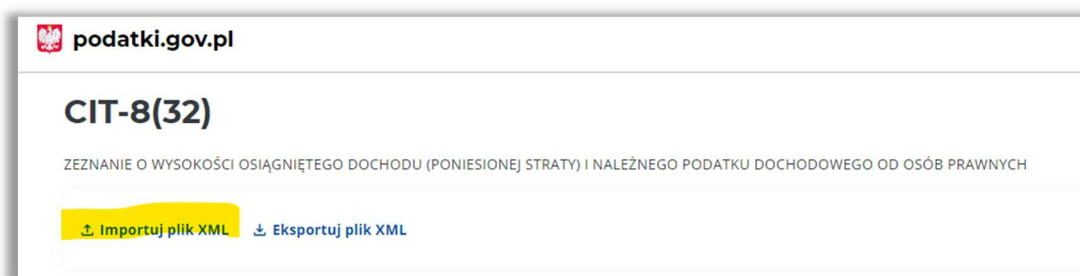 podatki.gov.pl
CIT-8(32)
ZEZNANIE O WYSOKOŚCI OSIĄGNIĘTEGO DOCHODU (PONIESIONEJ STRATY) I NALEŻNEGO PODATKU DOCHODOWEGO OD OSÓB PRAWNYCH
Importuj plik XML Eksportuj plik XML